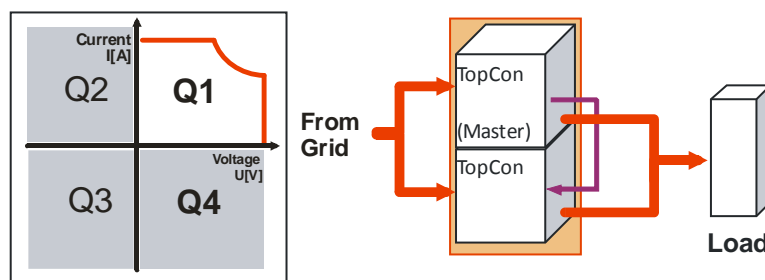 Current
I[A]
Q2
Q1
Voltage
U[V]
Q3
Q4
From
Grid
TopCon
(Master)
TopCon
Load